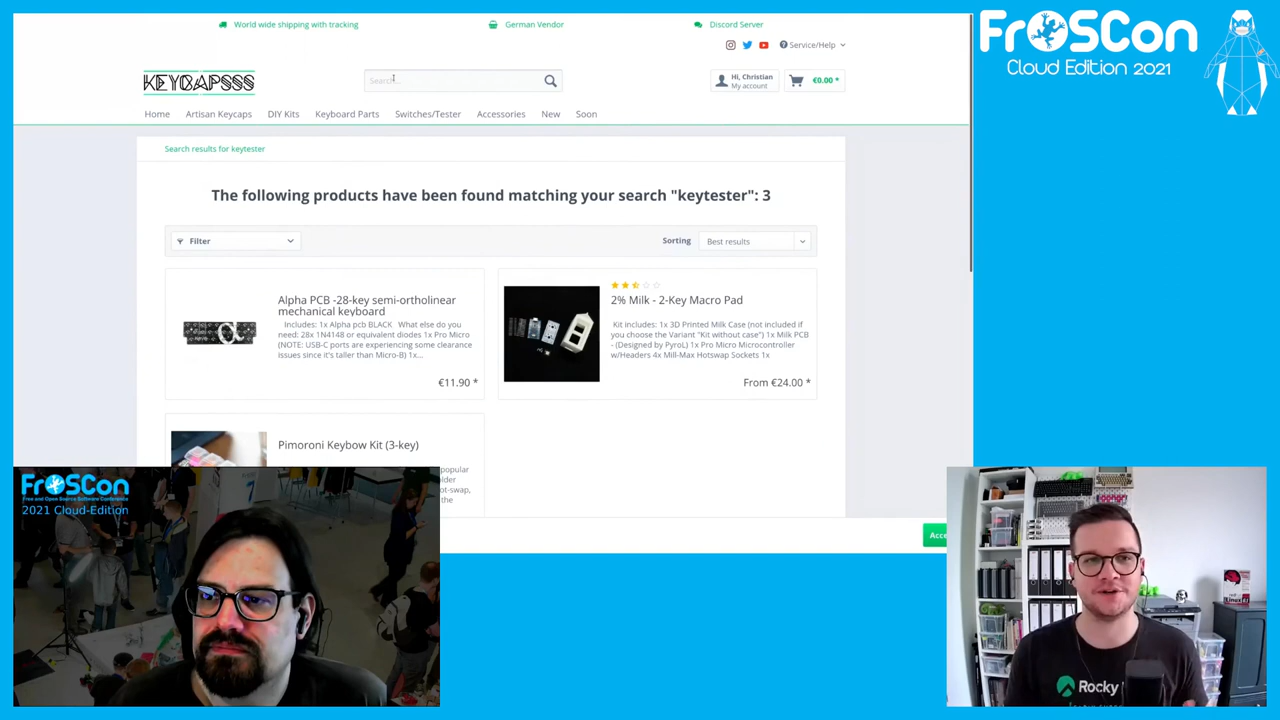 World wide shipping with tracking
German Vendor
Discord Server
Service/Help
KEYCAPSSS
Search...
Hi, Christian
My account
€0.00 *
Home
Artisan Keycaps
DIY Kits
Keyboard Parts
Switches/Tester
Accessories
New
Soon
Search results for keytester
The following products have been found matching your search "keytester": 3
Filter
Sorting
Best results
Alpha PCB -28-key semi-ortholinear
mechanical keyboard
Includes: 1x Alpha pcb BLACK What else do you
need: 28x 1N4148 or equivalent diodes 1x Pro Micro
(NOTE: USB-C ports are experiencing some clearance
issues since it's taller than Micro-B) 1x...
€11.90 *
2% Milk - 2-Key Macro Pad
Kit includes: 1x 3D Printed Milk Case (not included if
you choose the Variant "Kit without case") 1x Milk PCB
- (Designed by PyroL) 1x Pro Micro Microcontroller
w/Headers 4x Mill-Max Hotswap Sockets 1x
From €24.00 *
Pimoroni Keybow Kit (3-key)
popular
older
ot-swap,
the
Acce
FrOSCon
Cloud Edition 2021
FrOSCon
Free and Open Source Software Conference
2021 Cloud-Edition
Rocky